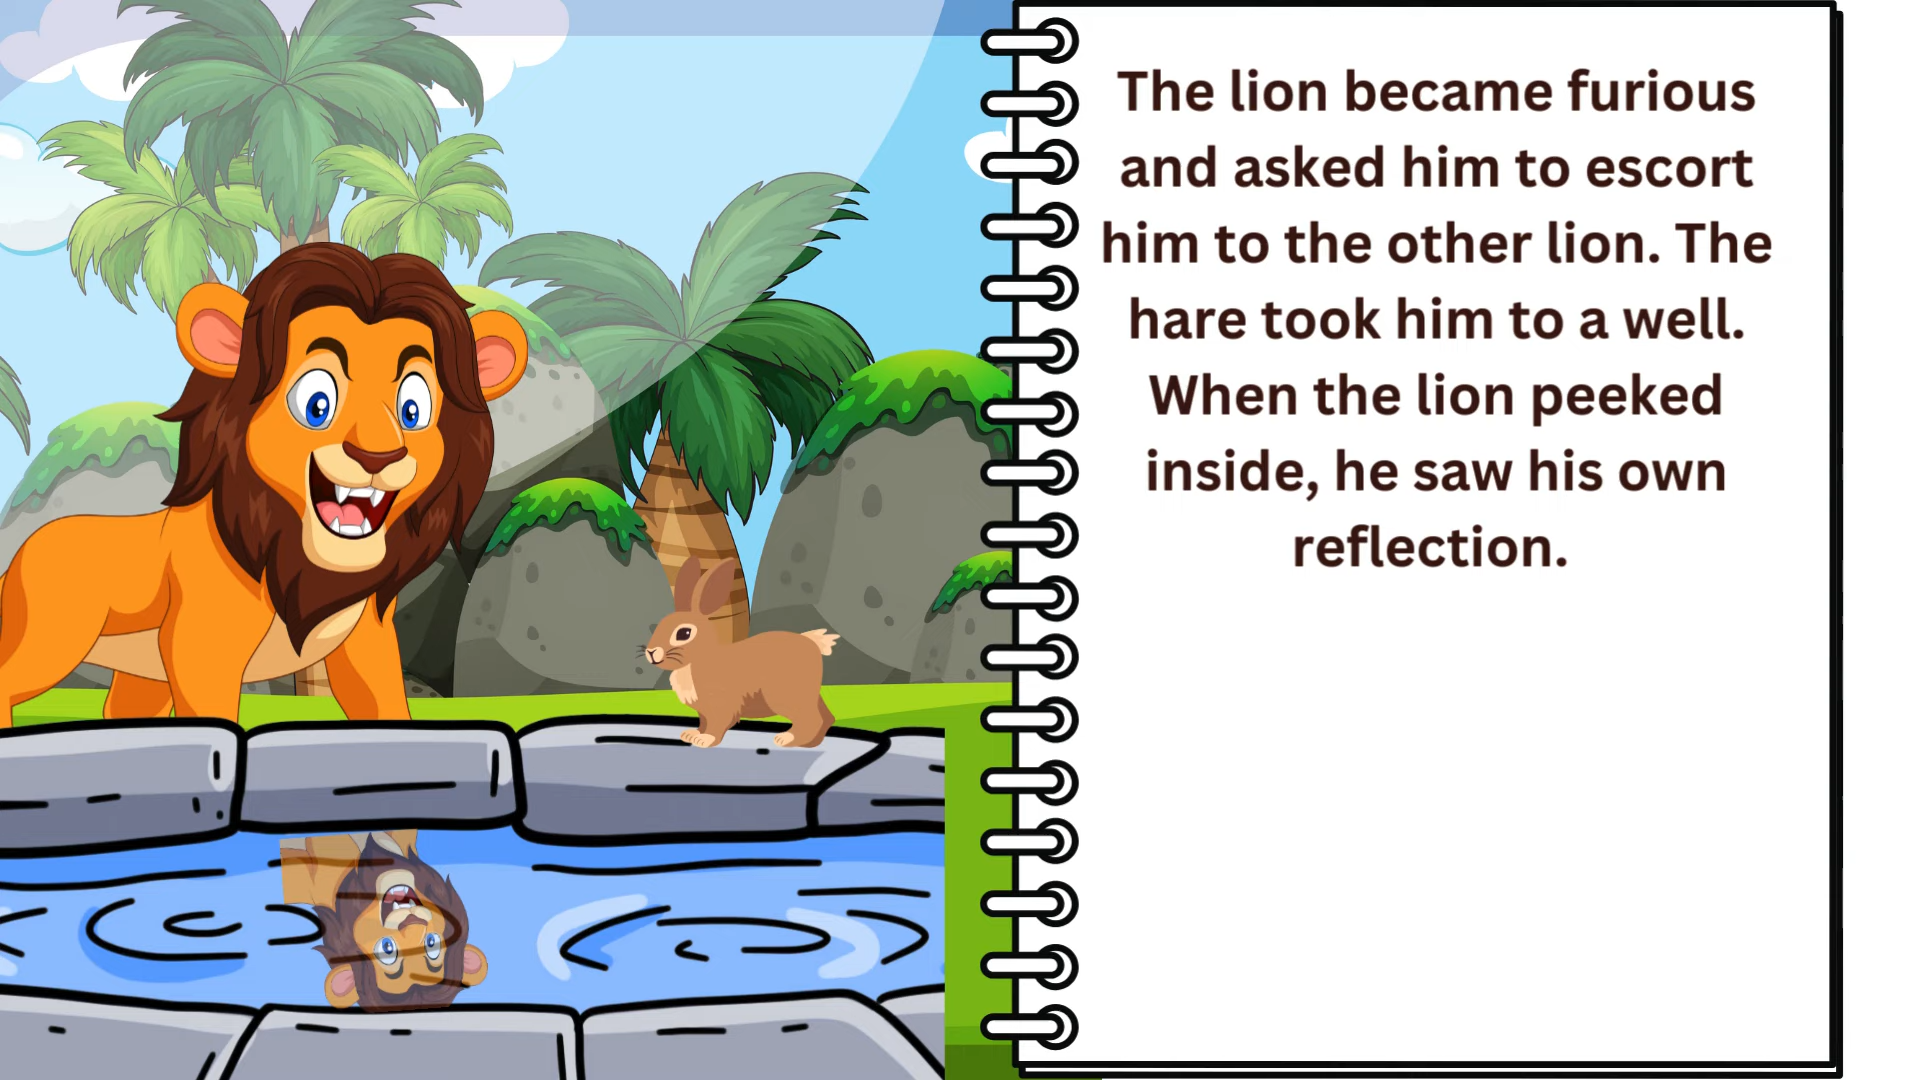 The lion became furious
and asked him to escort
him to the other lion. The
hare took him to a well.
When the lion peeked
inside, he saw his own
reflection.